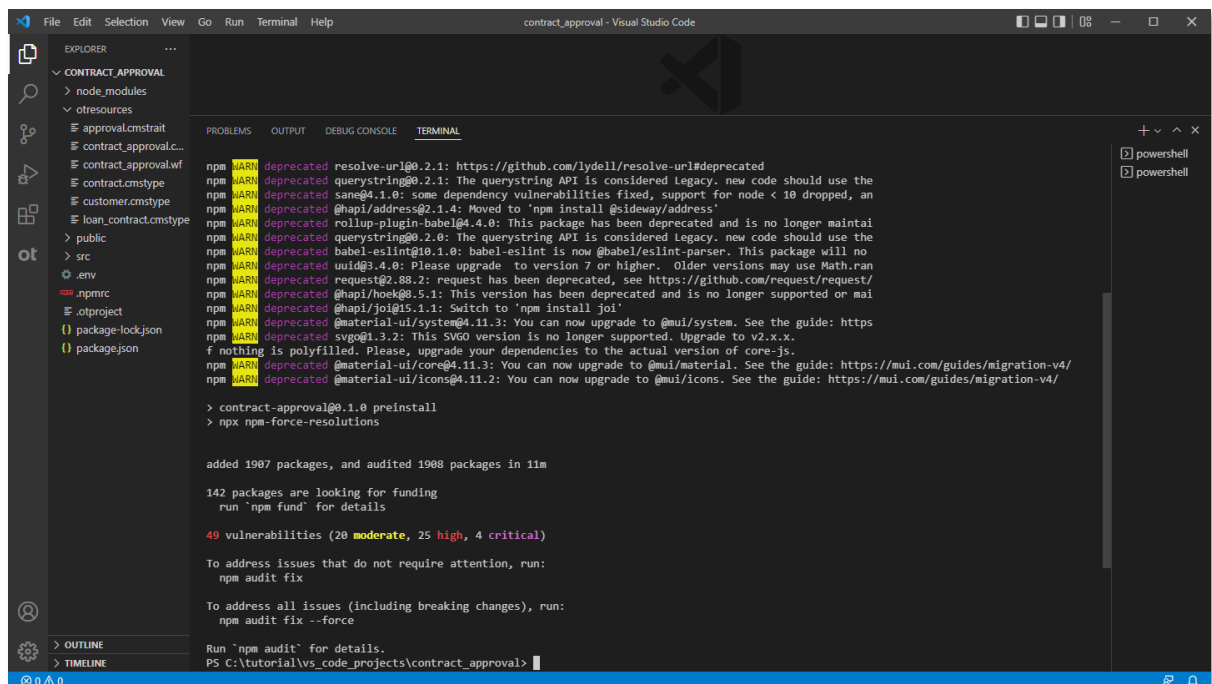 File Edit Selection View Go Run Terminal Help
contract_approval - Visual Studio Code
EXPLORER
CONTRACT_APPROVAL
node_modules
otresources
approval.cmstrait
contract_approval.c...
contract_approval.wf
contract.cmstype
customer.cmstype
loan_contract.cmstype
public
src
.env
.npmrc
.otproject
package-lock.json
package.json
OUTLINE
TIMELINE
ot
PROBLEMS OUTPUT DEBUG CONSOLE TERMINAL
powershell
powershell
npm WARN deprecated resolve-url@0.2.1: https://github.com/lydell/resolve-url#deprecated
npm WARN deprecated querystring@0.2.1: The querystring API is considered Legacy. new code should use the
npm WARN deprecated sane@4.1.0: some dependency vulnerabilities fixed, support for node < 10 dropped, an
npm WARN deprecated @hapi/address@2.1.4: Moved to 'npm install @sideway/address'
npm WARN deprecated rollup-plugin-babel@4.4.0: This package has been deprecated and is no longer maintai
npm WARN deprecated querystring@0.2.0: The querystring API is considered Legacy. new code should use the
npm WARN deprecated babel-eslint@10.1.0: babel-eslint is now @babel/eslint-parser. This package will no
npm WARN deprecated uuid@3.4.0: Please upgrade  to version 7 or higher.  Older versions may use Math.ran
npm WARN deprecated request@2.88.2: request has been deprecated, see https://github.com/request/request/
npm WARN deprecated @hapi/hoek@8.5.1: This version has been deprecated and is no longer supported or mai
npm WARN deprecated @hapi/joi@15.1.1: Switch to 'npm install joi'
npm WARN deprecated @material-ui/system@4.11.3: You can now upgrade to @mui/system. See the guide: https
npm WARN deprecated svgo@1.3.2: This SVGO version is no longer supported. Upgrade to v2.x.x.
f nothing is polyfilled. Please, upgrade your dependencies to the actual version of core-js.
npm WARN deprecated @material-ui/core@4.11.3: You can now upgrade to @mui/material. See the guide: https://mui.com/guides/migration-v4/
npm WARN deprecated @material-ui/icons@4.11.2: You can now upgrade to @mui/icons. See the guide: https://mui.com/guides/migration-v4/
> contract-approval@0.1.0 preinstall
> npx npm-force-resolutions
added 1907 packages, and audited 1908 packages in 11m
142 packages are looking for funding
run `npm fund` for details
49 vulnerabilities (20 moderate, 25 high, 4 critical)
To address issues that do not require attention, run:
npm audit fix
To address all issues (including breaking changes), run:
npm audit fix --force
Run `npm audit` for details.
PS C:\tutorial\vs_code_projects\contract_approval>
0 0